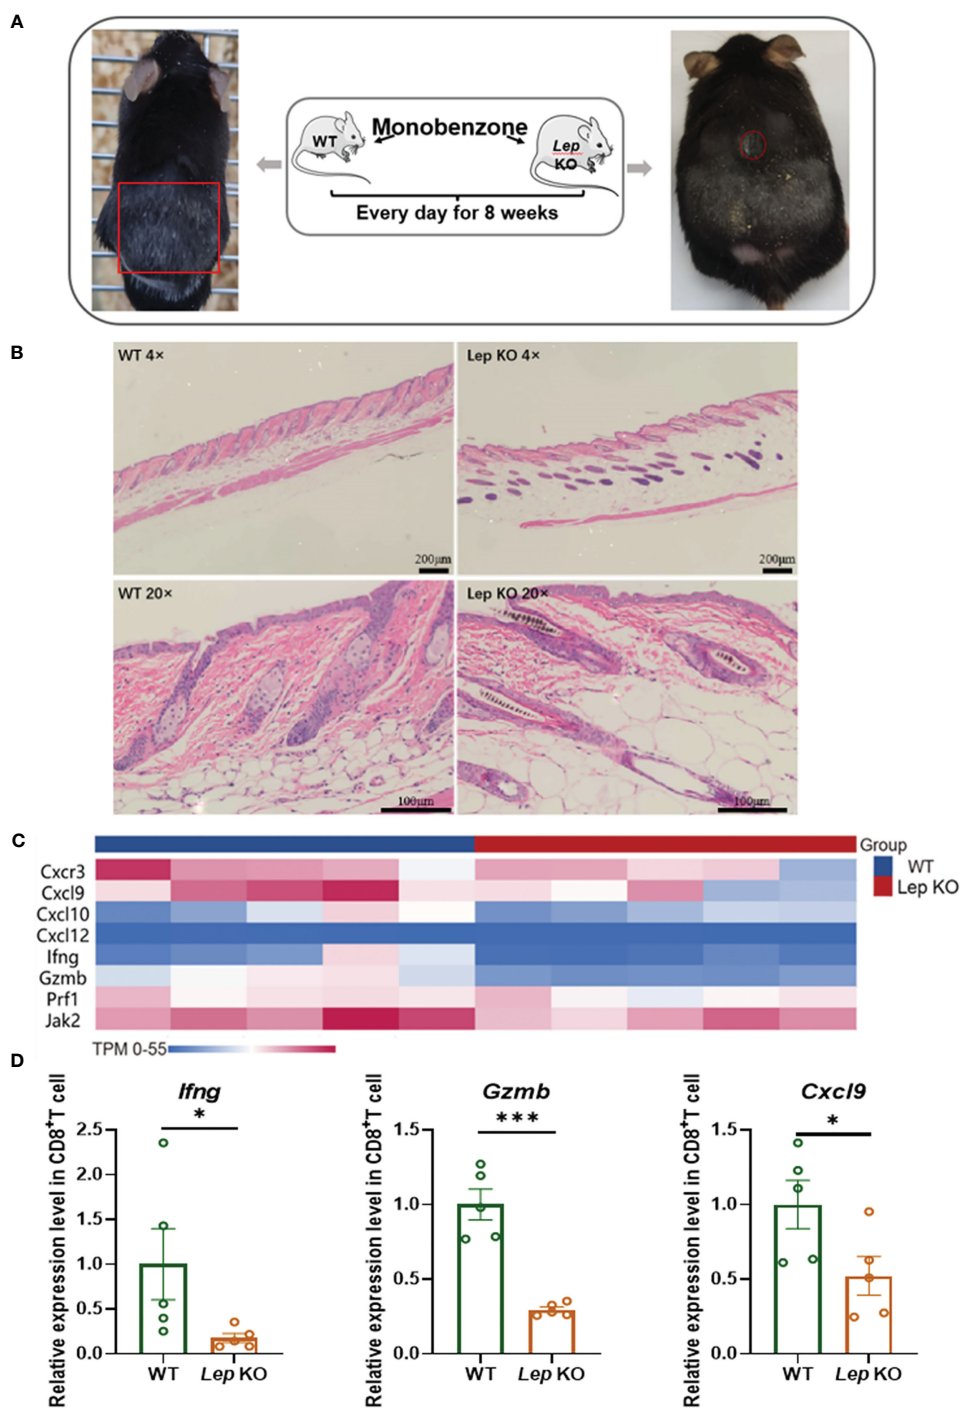 A
WT
Monobenzone
Lep
KO
Every day for 8 weeks
B
WT 4×
Lep KO 4×
200μm
200μm
WT 20×
Lep KO 20×
100μm
100μm
C
Group
WT
Lep KO
Cxcr3
Cxcl9
Cxcl10
Cxcl12
Ifng
Gzmb
Prf1
Jak2
TPM 0-55
D
Ifng
*
Relative expression level in CD8+T cell
2.5
2.0
1.5
1.0
0.5
0.0
WT
Lep KO
Gzmb
***
Relative expression level in CD8+T cell
1.5
1.0
0.5
0.0
WT
Lep KO
Cxcl9
*
Relative expression level in CD8+T cell
1.5
1.0
0.5
0.0
WT
Lep KO